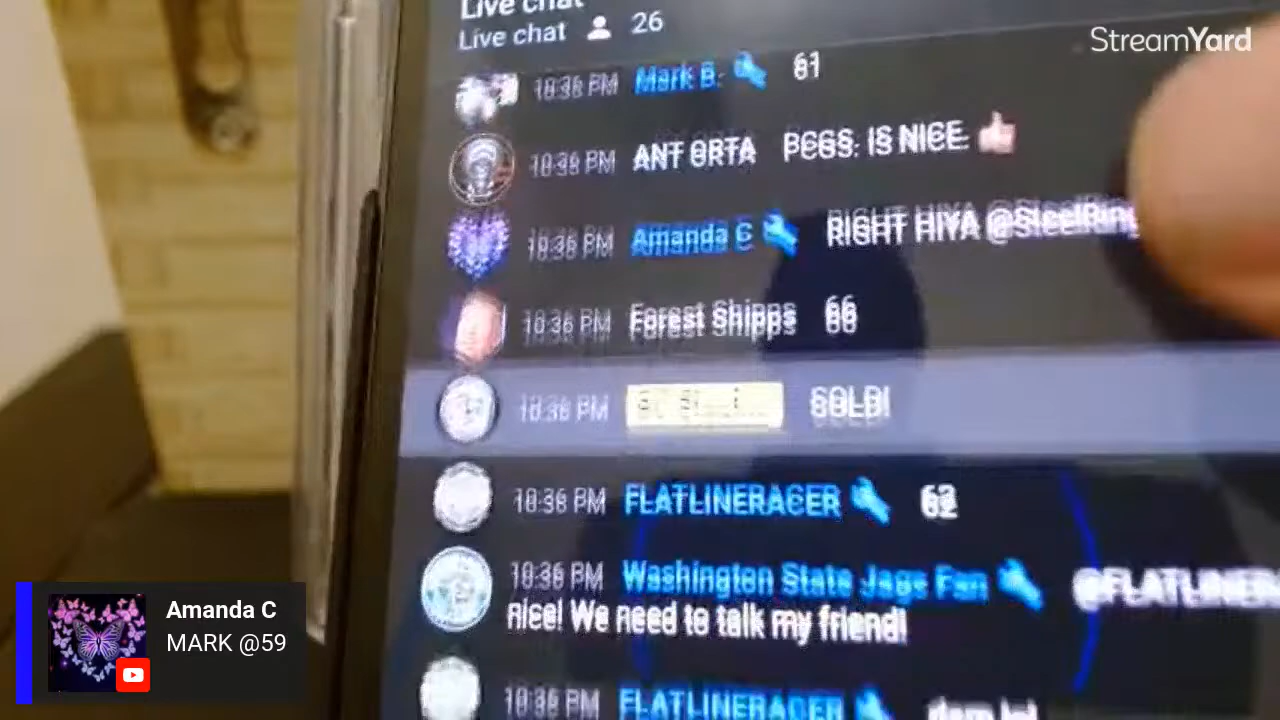 Live chat
Live chat 26
StreamYard
10:36 PM Mark B. 61
10:36 PM ANT ORTA PCGS. IS NICE.
10:36 PM Amanda C RIGHT HIYA @SteelRing
10:36 PM Forest Shipps 66
10:36 PM SOLD!
10:36 PM FLATLINERACER
10:36 PM Washington State Jags Fan @FLATLINER
nice! We need to talk my friend!
10:36 PM FLATLINERACER
Amanda C
MARK @59